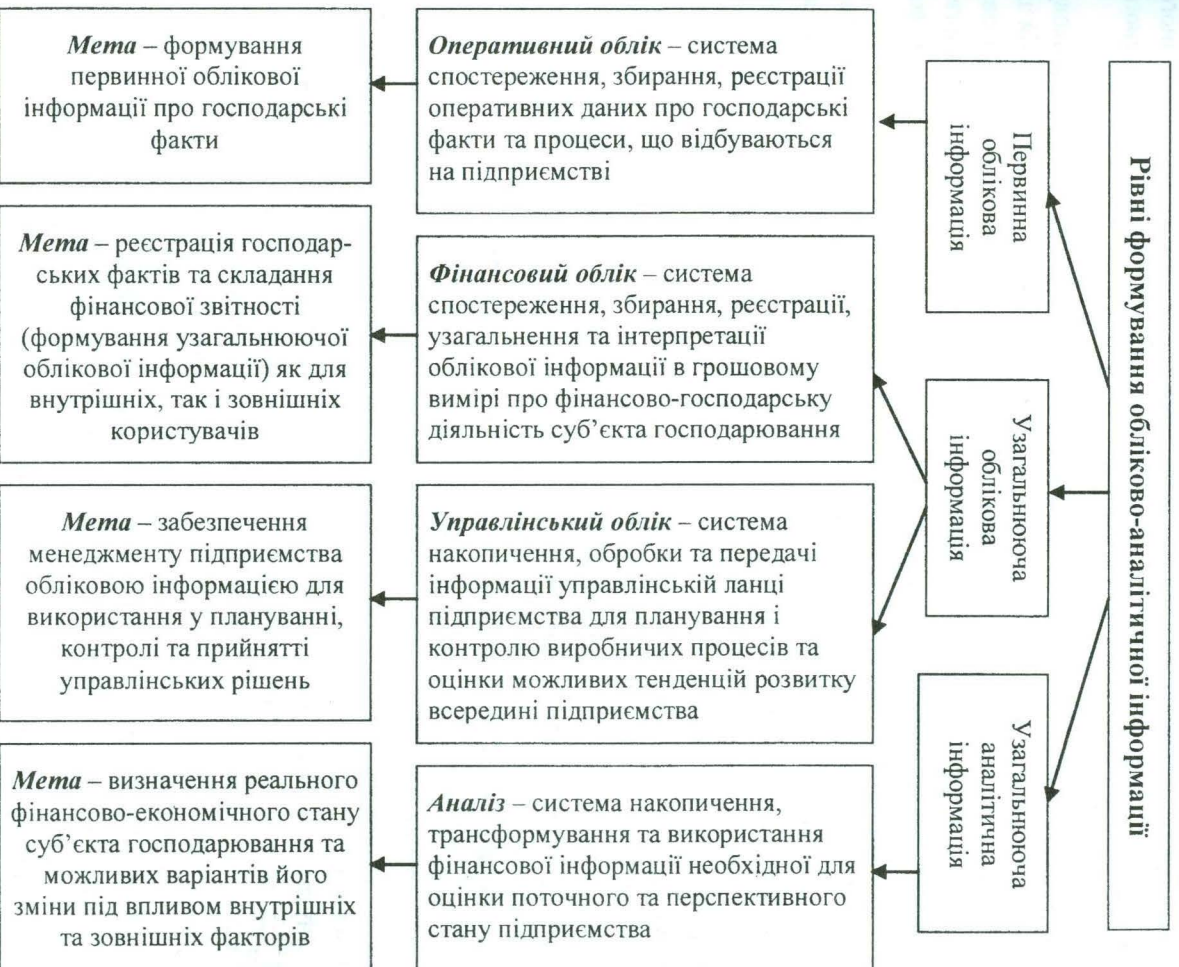 Рівні формування обліково-аналітичної інформації
Первинна
облікова
інформація
Оперативний облік – система
спостереження, збирання, реєстрації
оперативних даних про господарські
факти та процеси, що відбуваються
на підприємстві
Мета – формування
первинної облікової
інформації про господарські
факти
Узагальнююча
облікова
інформація
Фінансовий облік – система
спостереження, збирання, реєстрації,
узагальнення та інтерпретації
облікової інформації в грошовому
вимірі про фінансово-господарську
діяльність суб’єкта господарювання
Мета – реєстрація господар-
ських фактів та складання
фінансової звітності
(формування узагальнюючої
облікової інформації) як для
внутрішніх, так і зовнішніх
користувачів
Управлінський облік – система
накопичення, обробки та передачі
інформації управлінській ланці
підприємства для планування і
контролю виробничих процесів та
оцінки можливих тенденцій розвитку
всередині підприємства
Мета – забезпечення
менеджменту підприємства
обліковою інформацією для
використання у плануванні,
контролі та прийнятті
управлінських рішень
Узагальнююча
аналітична
інформація
Аналіз – система накопичення,
трансформування та використання
фінансової інформації необхідної для
оцінки поточного та перспективного
стану підприємства
Мета – визначення реального
фінансово-економічного стану
суб’єкта господарювання та
можливих варіантів його
зміни під впливом внутрішніх
та зовнішніх факторів